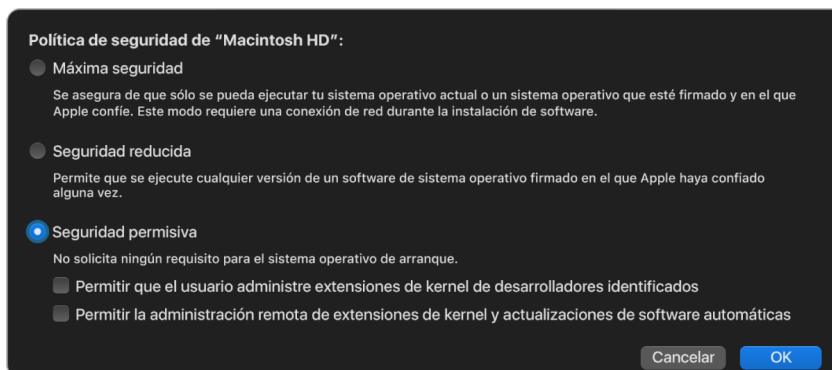 Política de seguridad de “Macintosh HD”:
Máxima seguridad
Se asegura de que sólo se pueda ejecutar tu sistema operativo actual o un sistema operativo que esté firmado y en el que
Apple confíe. Este modo requiere una conexión de red durante la instalación de software.
Seguridad reducida
Permite que se ejecute cualquier versión de un software de sistema operativo firmado en el que Apple haya confiado
alguna vez.
Seguridad permisiva
No solicita ningún requisito para el sistema operativo de arranque.
Permitir que el usuario administre extensiones de kernel de desarrolladores identificados
Permitir la administración remota de extensiones de kernel y actualizaciones de software automáticas
Cancelar OK